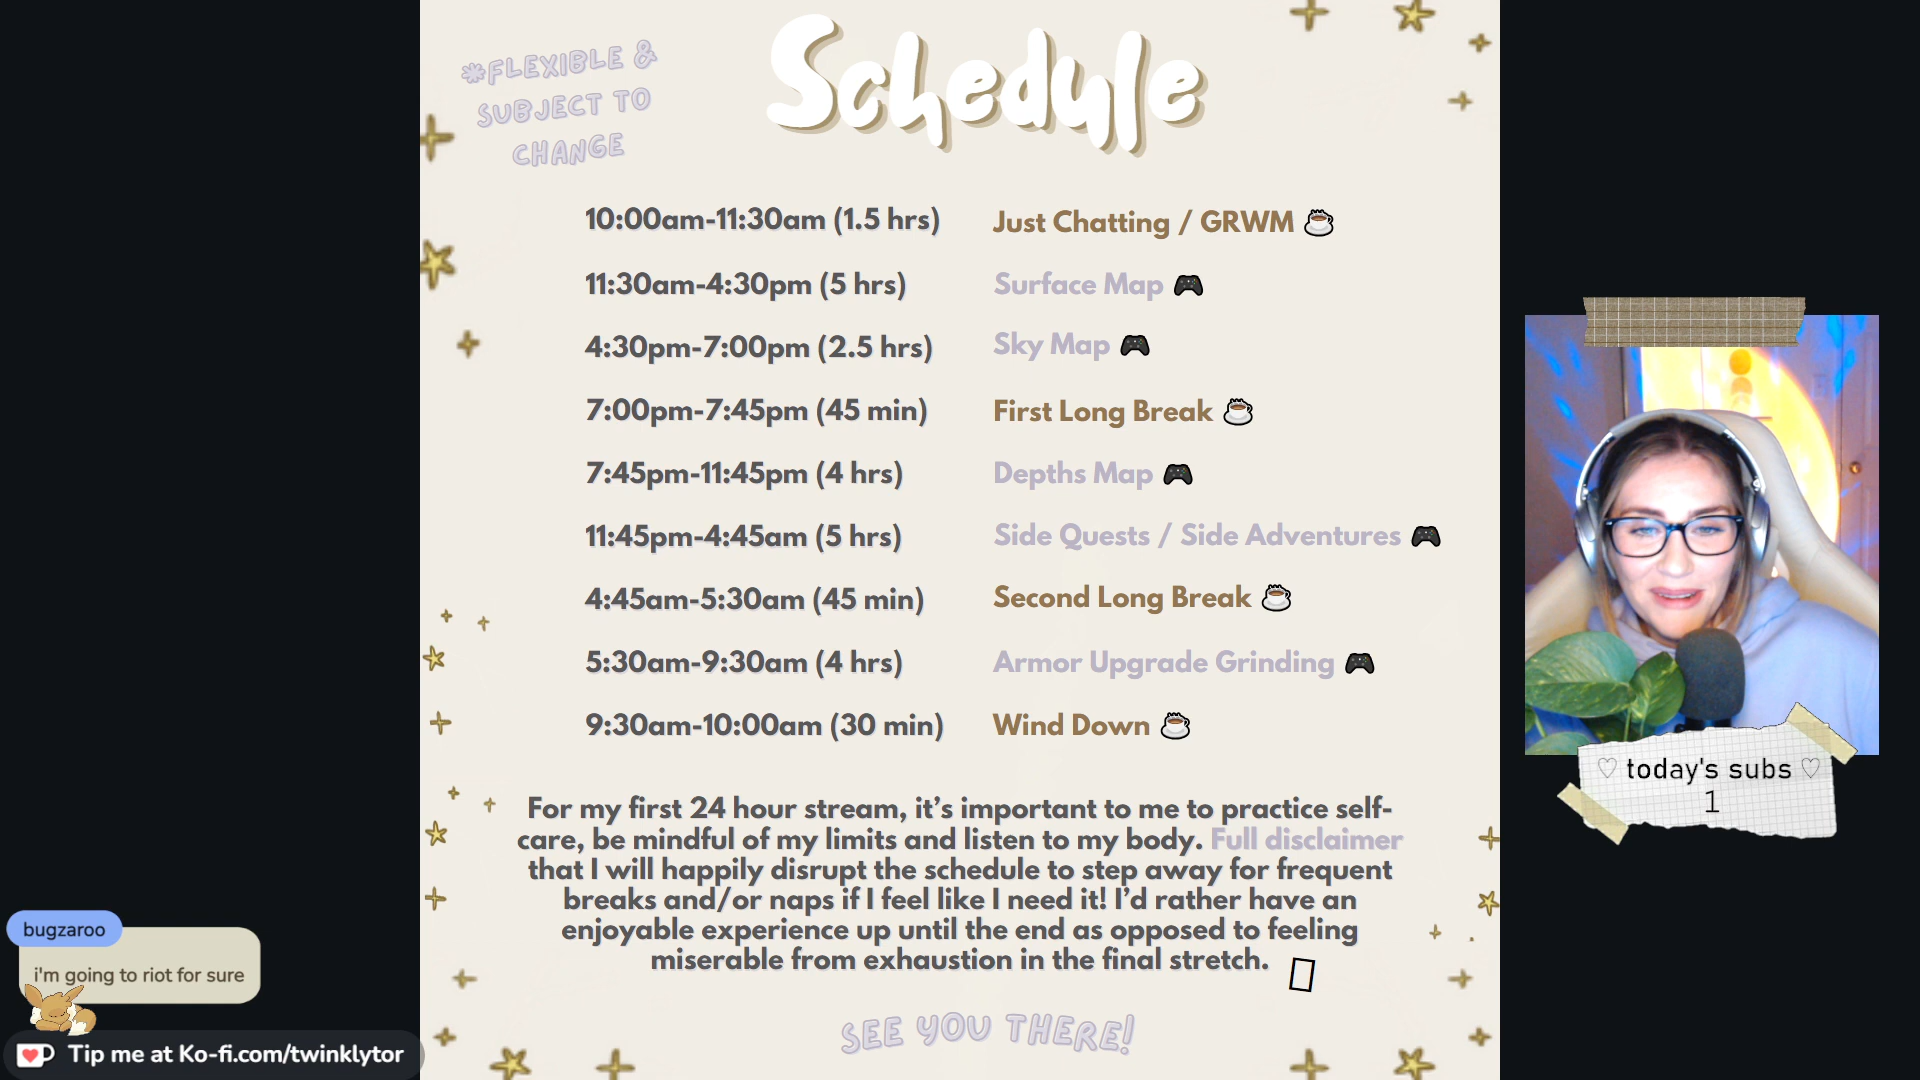 *FLEXIBLE &
SUBJECT TO
CHANGE
Schedule
10:00am-11:30am (1.5 hrs) Just Chatting / GRWM
11:30am-4:30pm (5 hrs) Surface Map
4:30pm-7:00pm (2.5 hrs) Sky Map
7:00pm-7:45pm (45 min) First Long Break
7:45pm-11:45pm (4 hrs) Depths Map
11:45pm-4:45am (5 hrs) Side Quests / Side Adventures
4:45am-5:30am (45 min) Second Long Break
5:30am-9:30am (4 hrs) Armor Upgrade Grinding
9:30am-10:00am (30 min) Wind Down
For my first 24 hour stream, it's important to me to practice self-
care, be mindful of my limits and listen to my body. Full disclaimer
that I will happily disrupt the schedule to step away for frequent
breaks and/or naps if I feel like I need it! I'd rather have an
enjoyable experience up until the end as opposed to feeling
miserable from exhaustion in the final stretch.
SEE YOU THERE!
♡ today's subs ♡
1
bugzaroo
i'm going to riot for sure
Tip me at Ko-fi.com/twinklytor